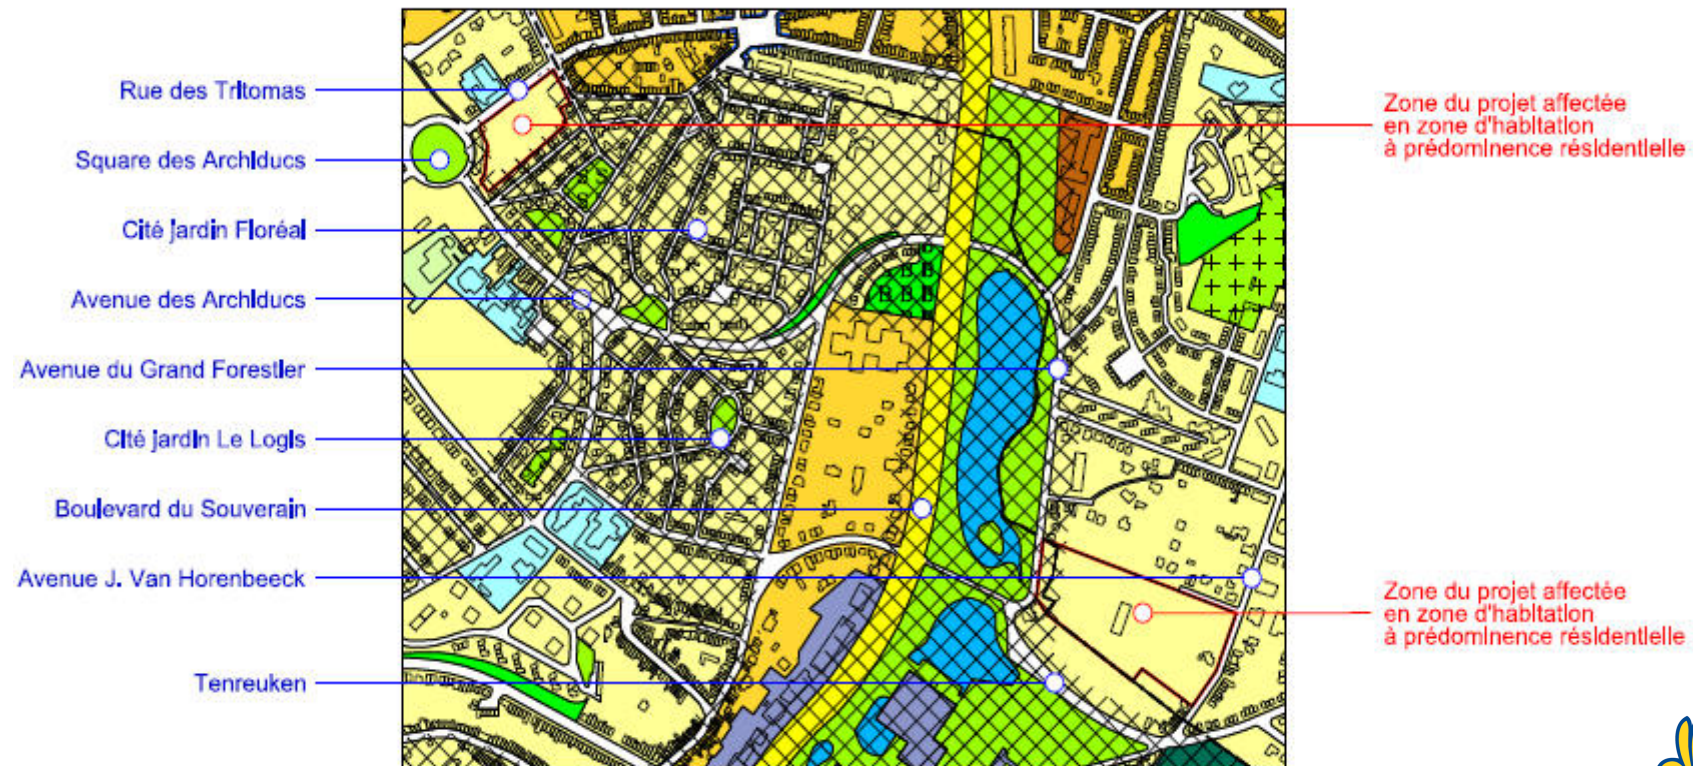 Rue des Tritomas
Square des Archiducs
Cité jardin Floréal
Avenue des Archiducs
Avenue du Grand Forestier
Cité jardin Le Logis
Boulevard du Souverain
Avenue J. Van Horenbeeck
Tenreuken
Zone du projet affectée
en zone d'habitation
à prédominence résidentielle
Zone du projet affectée
en zone d'habitation
à prédominence résidentielle
B B B
B B B